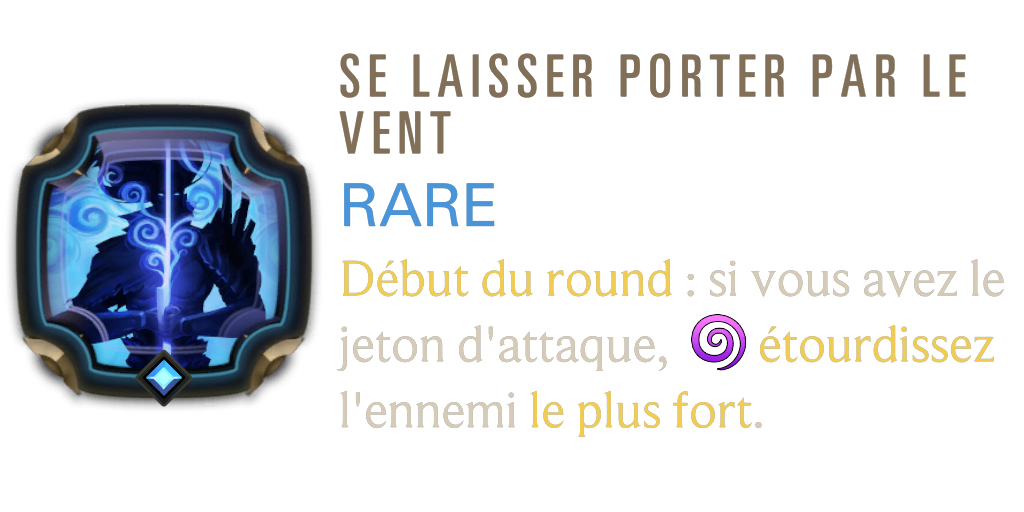 SE LAISSER PORTER PAR LE
VENT
RARE
Début du round : si vous avez le
jeton d'attaque, étourdissez
l'ennemi le plus fort.